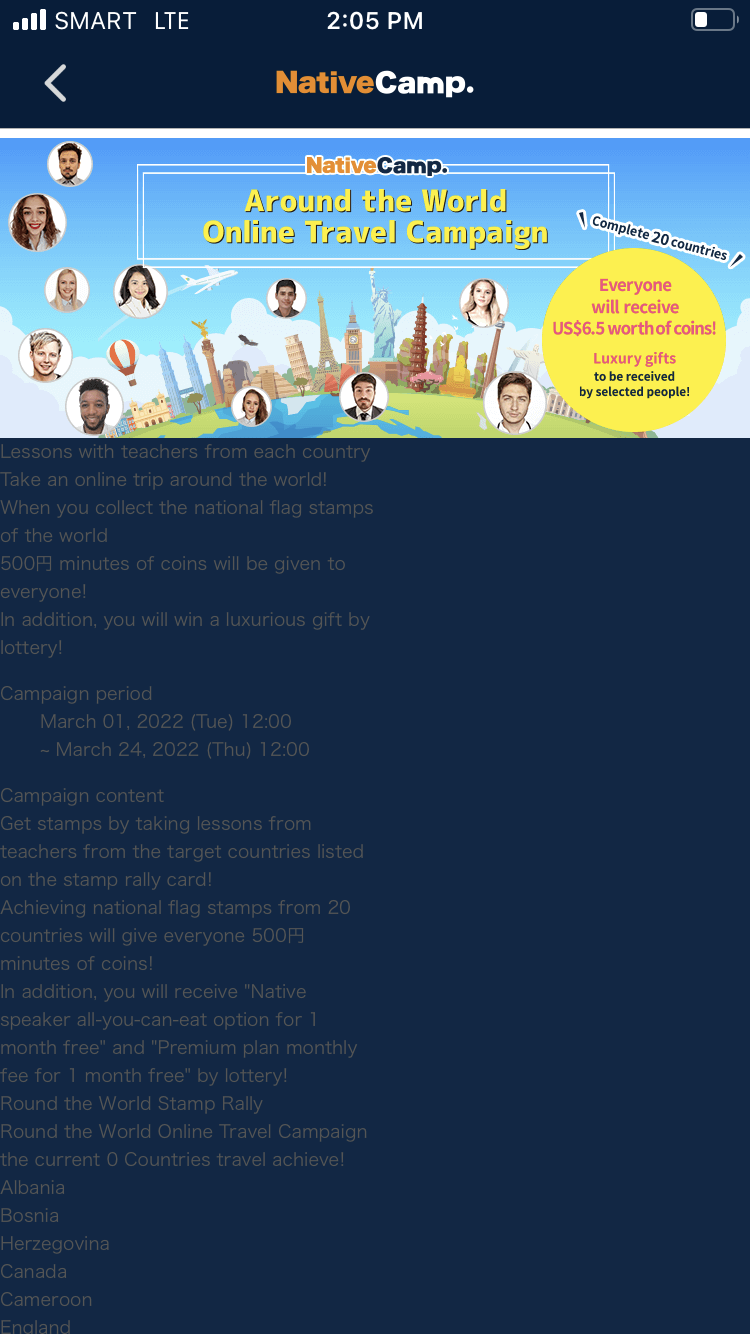 SMART LTE 2:05 PM
NativeCamp.
NativeCamp.
Around the World
Online Travel Campaign
Complete 20 countries
Everyone
will receive
US$6.5 worth of coins!
Luxury gifts
to be received
by selected people!
Lessons with teachers from each country
Take an online trip around the world!
When you collect the national flag stamps
of the world
500円 minutes of coins will be given to
everyone!
In addition, you will win a luxurious gift by
lottery!
Campaign period
March 01, 2022 (Tue) 12:00
~ March 24, 2022 (Thu) 12:00
Campaign content
Get stamps by taking lessons from
teachers from the target countries listed
on the stamp rally card!
Achieving national flag stamps from 20
countries will give everyone 500円
minutes of coins!
In addition, you will receive "Native
speaker all-you-can-eat option for 1
month free" and "Premium plan monthly
fee for 1 month free" by lottery!
Round the World Stamp Rally
Round the World Online Travel Campaign
the current 0 Countries travel achieve!
Albania
Bosnia
Herzegovina
Canada
Cameroon
England